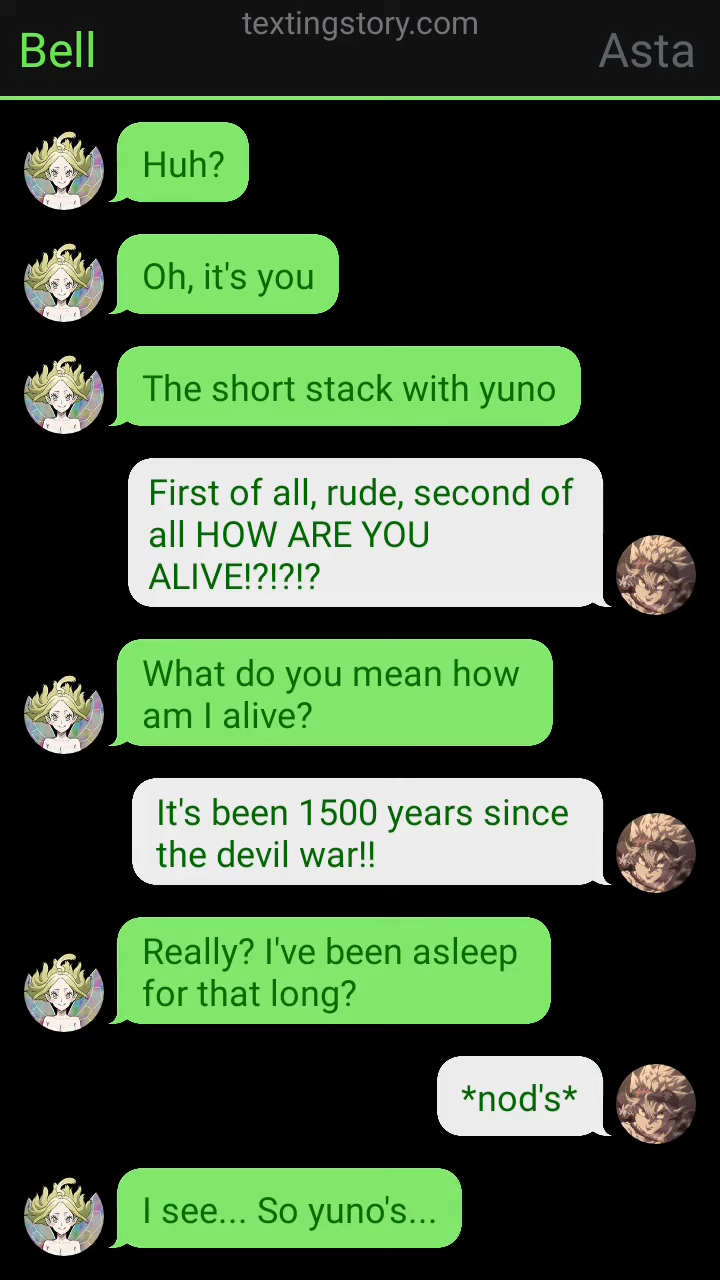 textingstory.com
Bell
Asta
Huh?
Oh, it's you
The short stack with yuno
First of all, rude, second of
all HOW ARE YOU
ALIVE!?!?!?
What do you mean how
am I alive?
It's been 1500 years since
the devil war!!
Really? I've been asleep
for that long?
*nod's*
I see... So yuno's...